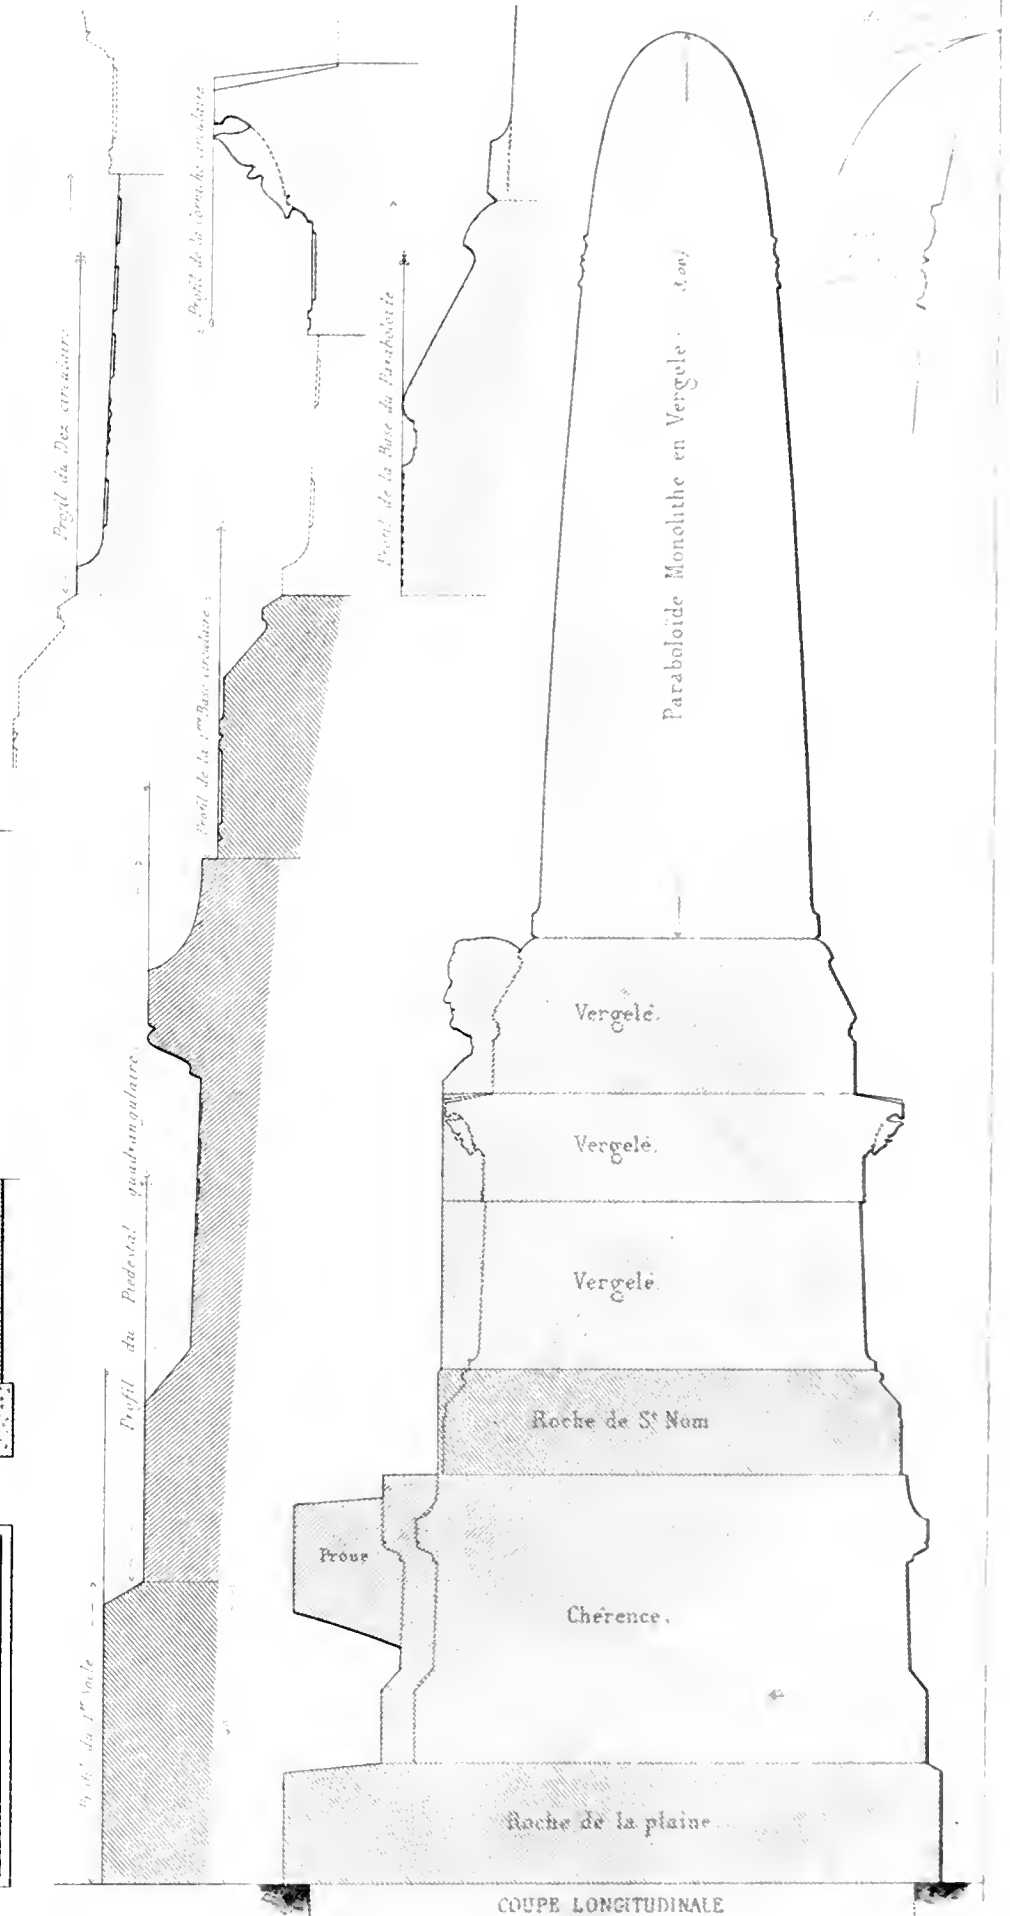 Profil du Dez circulaire
Profil de la corniche circulaire
Profil de la Base du Paraboloïde
Profil de la 1ère Base circulaire
Profil du Piedestal quadrangulaire.
Profil du 1er Socle
Paraboloïde Monolithe en Vergelé
Vergelé.
Vergelé.
Vergelé.
Roche de St Nom
Proue
Chérence.
Roche de la plaine
COUPE LONGITUDINALE